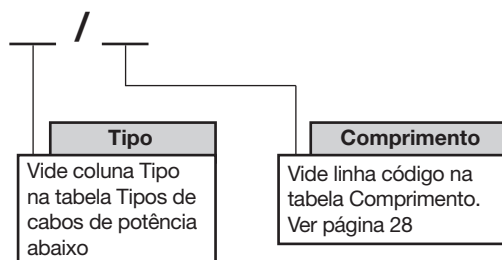 __ / __
Tipo
Vide coluna Tipo
na tabela Tipos de
cabos de potência
abaixo
Comprimento
Vide linha código na
tabela Comprimento.
Ver página 28